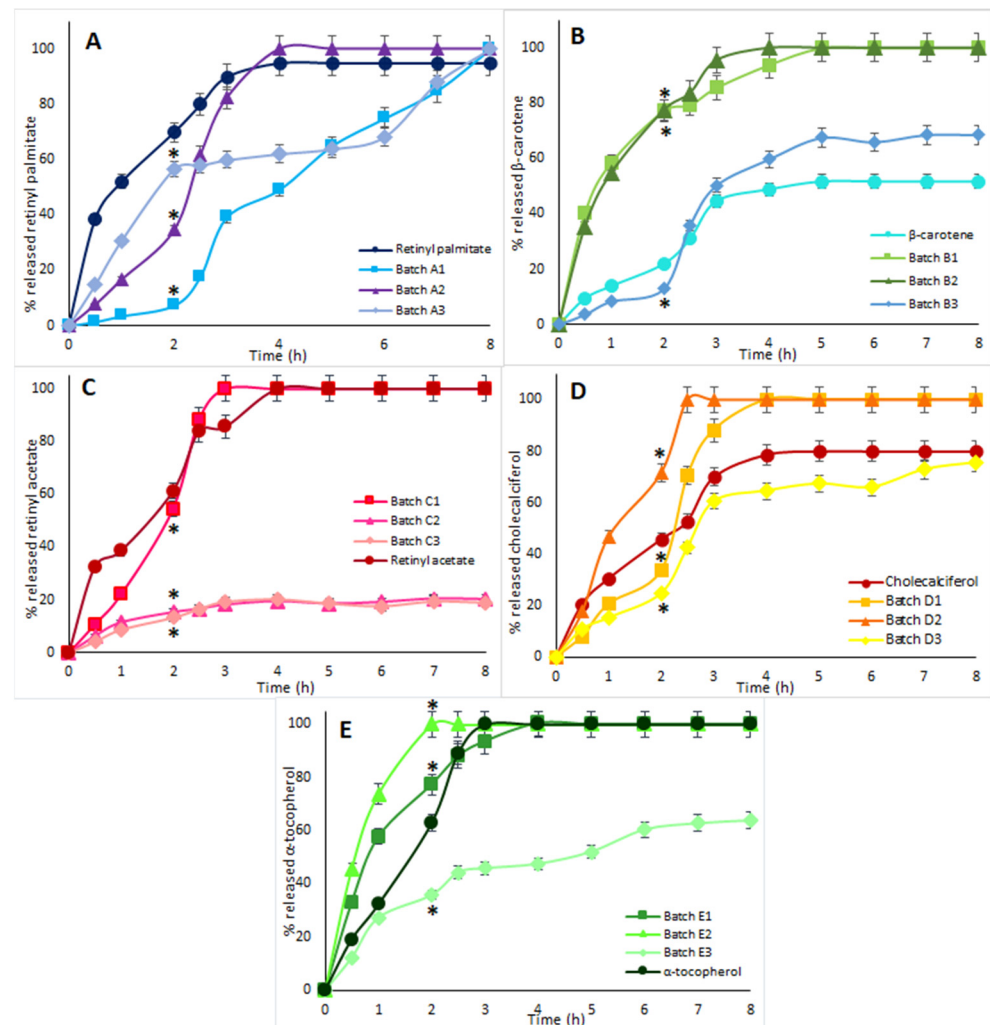 A
% released retinyl palmitate
100
80
60
40
20
0
*
*
*
Retinyl palmitate
Batch A1
Batch A2
Batch A3
0 1 2 3 4 5 6 7 8
Time (h)
B
% released β-carotene
100
80
60
40
20
0
*
*
*
β-carotene
Batch B1
Batch B2
Batch B3
0 1 2 3 4 5 6 7 8
Time (h)
C
% released retinyl acetate
100
80
60
40
20
0
*
*
*
Batch C1
Batch C2
Batch C3
Retinyl acetate
0 1 2 3 4 5 6 7 8
Time (h)
D
% released cholecalciferol
100
80
60
40
20
0
*
*
*
Cholecalciferol
Batch D1
Batch D2
Batch D3
0 1 2 3 4 5 6 7 8
Time (h)
E
% released α-tocopherol
100
80
60
40
20
0
*
*
*
Batch E1
Batch E2
Batch E3
α-tocopherol
0 1 2 3 4 5 6 7 8
Time (h)